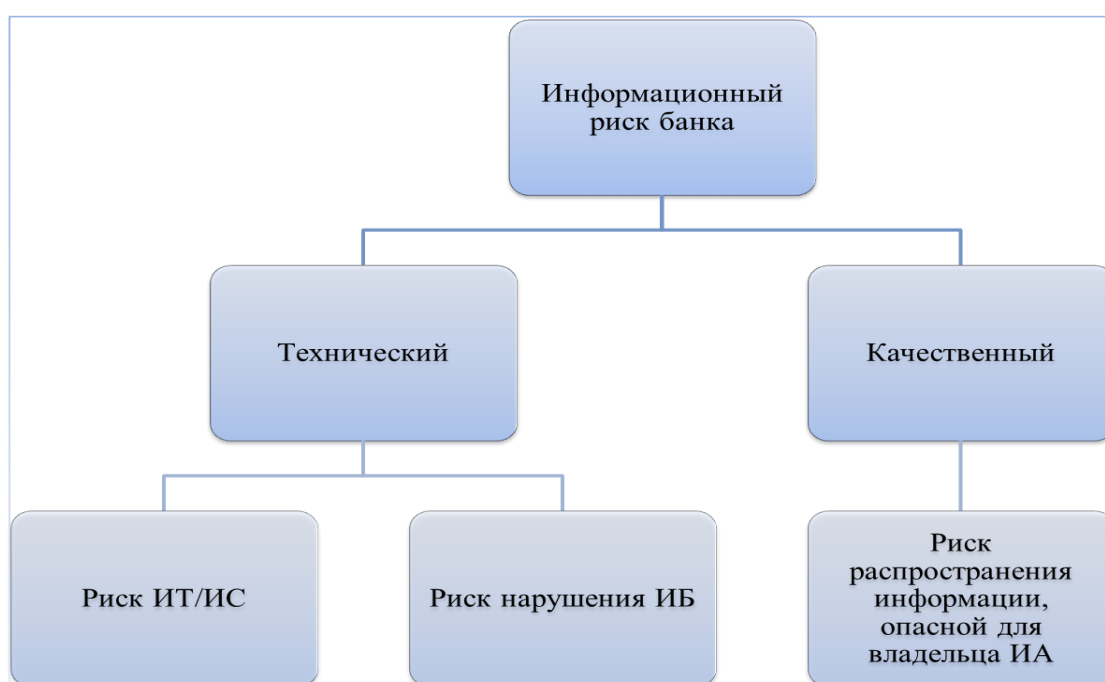 Информационный
риск банка
Технический
Качественный
Риск ИТ/ИС
Риск нарушения ИБ
Риск
распространения
информации,
опасной для
владельца ИА